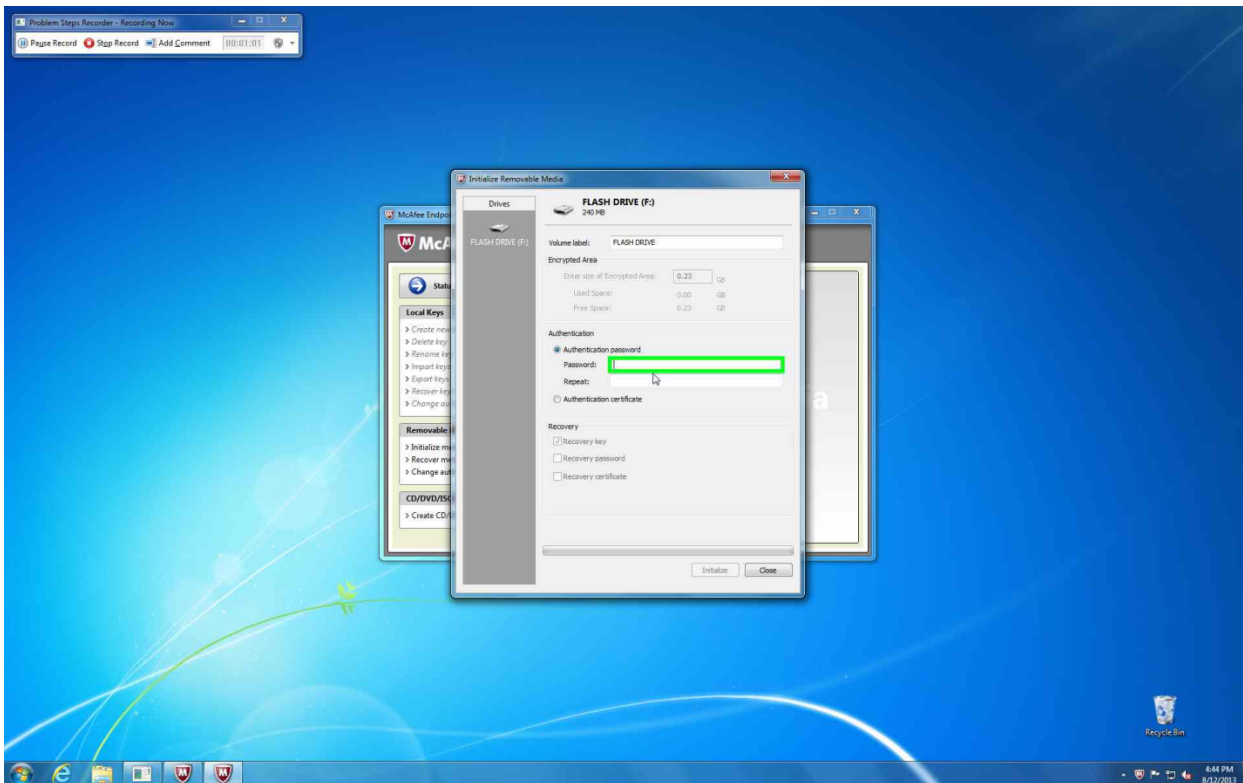 Problem Steps Recorder - Recording Now
Pause Record Stop Record Add Comment 00:01:01
Initialize Removable Media
Drives
FLASH DRIVE (F:)
FLASH DRIVE (F:)
240 MB
Volume label: FLASH DRIVE
Encrypted Area
Enter size of Encrypted Area: 0.23 GB
Used Space: 0.00 GB
Free Space: 0.23 GB
Authentication
Authentication password
Password:
Repeat:
Authentication certificate
Recovery
Recovery key
Recovery password
Recovery certificate
Initialize Close
McAfee Endpo
McA
Statu
Local Keys
> Create new
> Delete key
> Rename key
> Import keys
> Export keys
> Recover key
> Change au
Removable
> Initialize me
> Recover me
> Change aut
CD/DVD/ISO
> Create CD/
a
Recycle Bin
4:44 PM
8/12/2013